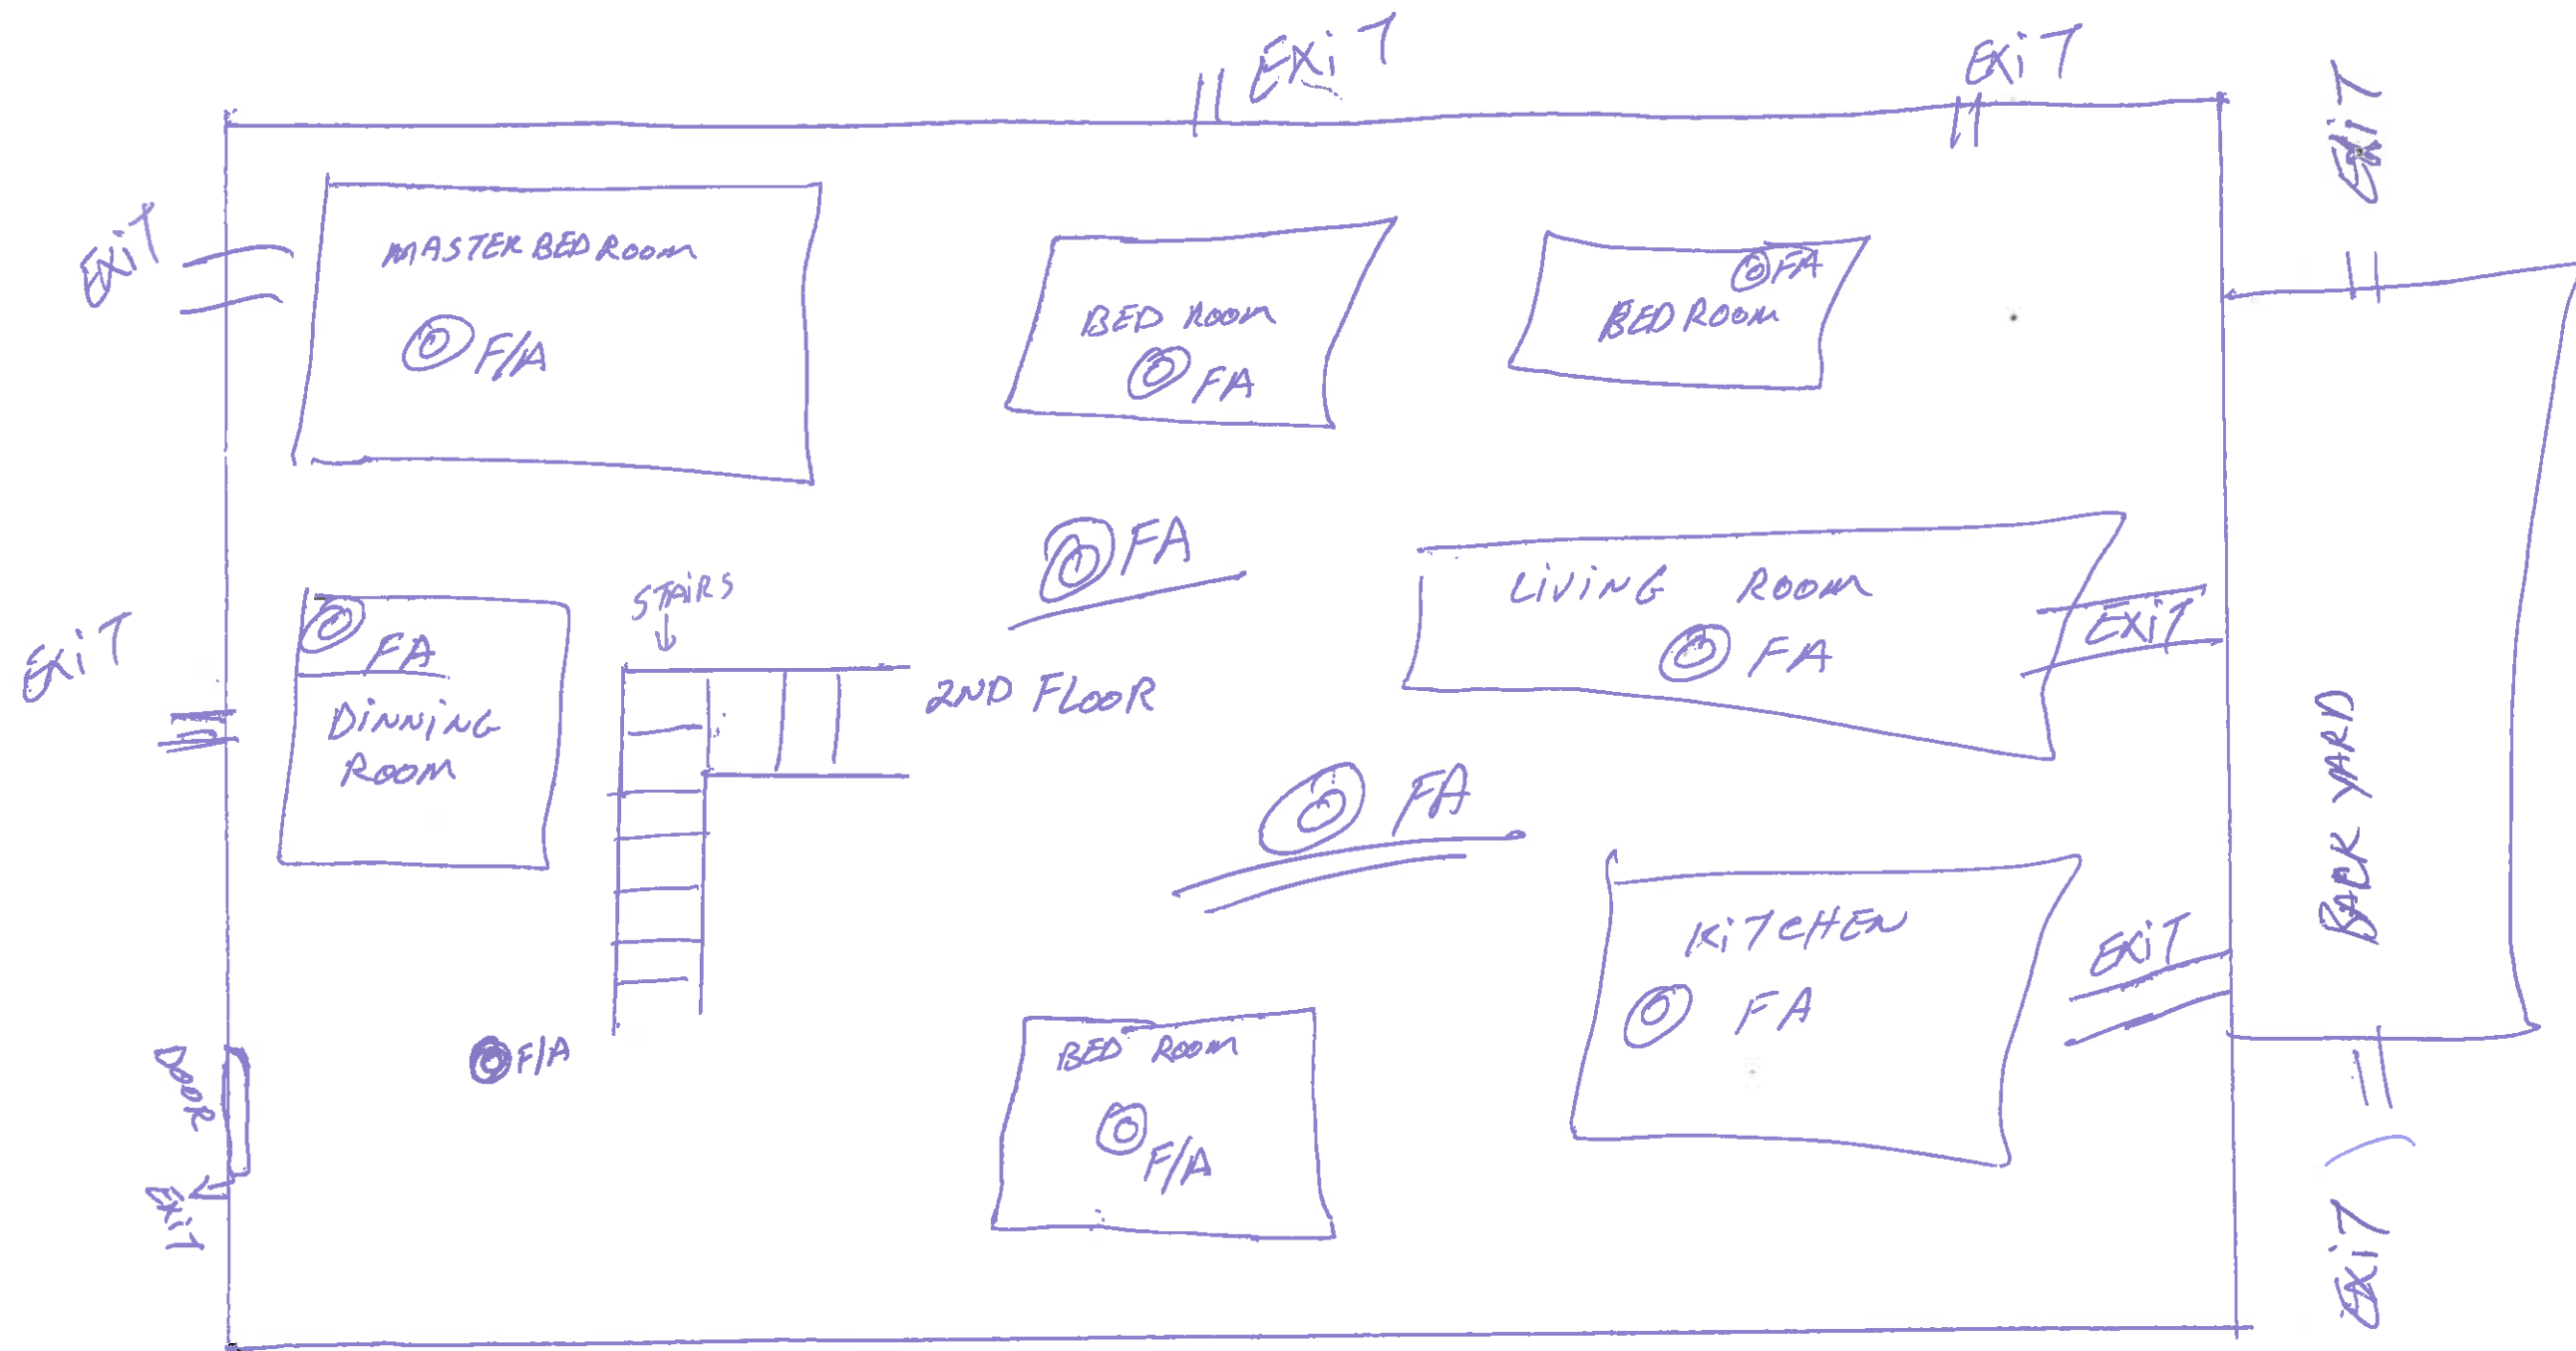 EXiT
EXiT
EXiT
EXiT
MASTER BED ROOM
F/A
BED ROOM
FA
FA
BED ROOM
FA
STAiRS
LiViNG ROOM
FA
EXiT
EXiT
FA
DiNNiNG
ROOM
2ND FLOOR
FA
BACK YARD
KiTCHEN
FA
EXiT
F/A
BED ROOM
F/A
DOOR
EXiT
EXiT